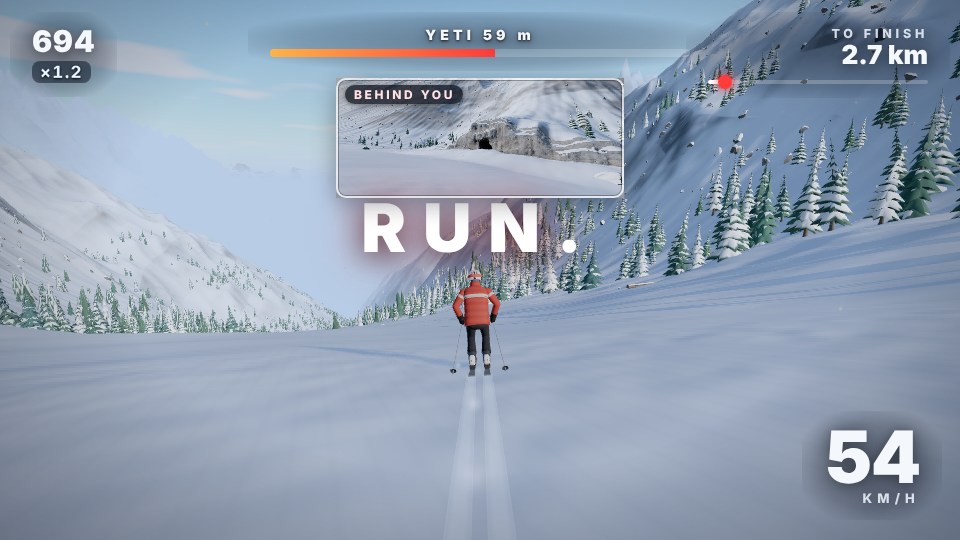 694
×1.2
YETI 59 m
TO FINISH
2.7 km
BEHIND YOU
RUN.
54
KM/H